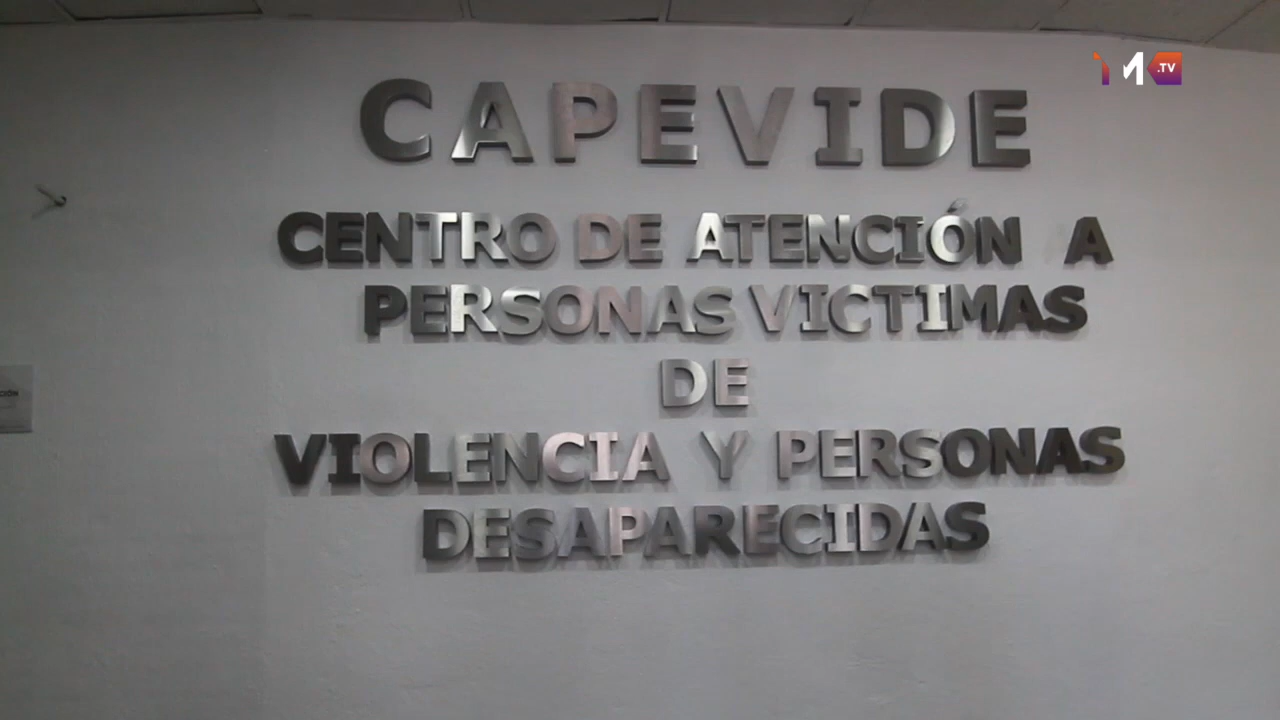 CAPEVIDE
CENTRO DE ATENCIÓN A
PERSONAS VICTIMAS
DE
VIOLENCIA Y PERSONAS
DESAPARECIDAS
.TV